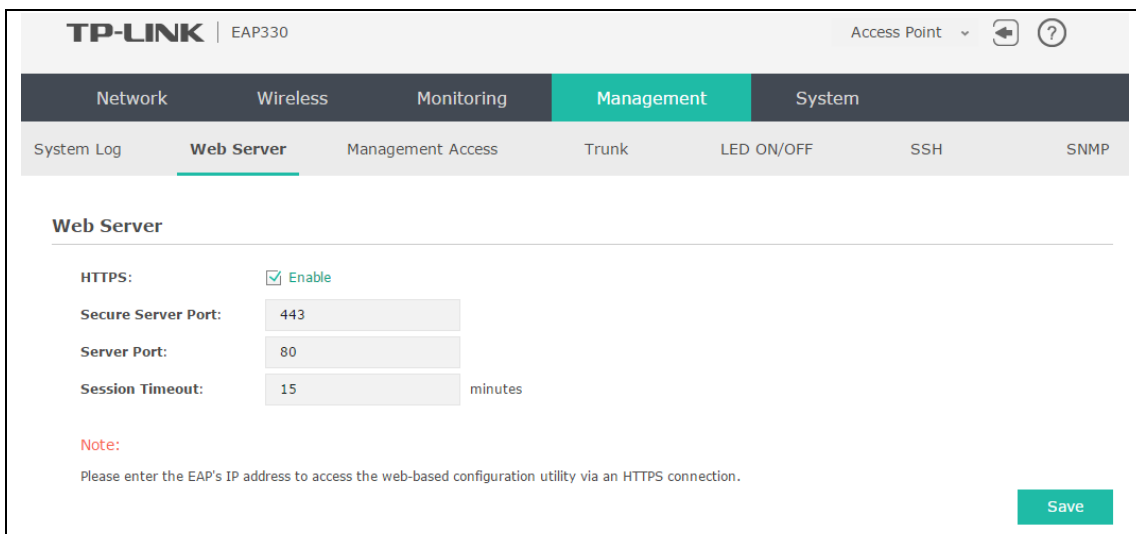 TP-LINK | EAP330 Access Point ?
Network Wireless Monitoring Management System
System Log Web Server Management Access Trunk LED ON/OFF SSH SNMP
Web Server
HTTPS: Enable
Secure Server Port: 443
Server Port: 80
Session Timeout: 15 minutes
Note:
Please enter the EAP's IP address to access the web-based configuration utility via an HTTPS connection.
Save